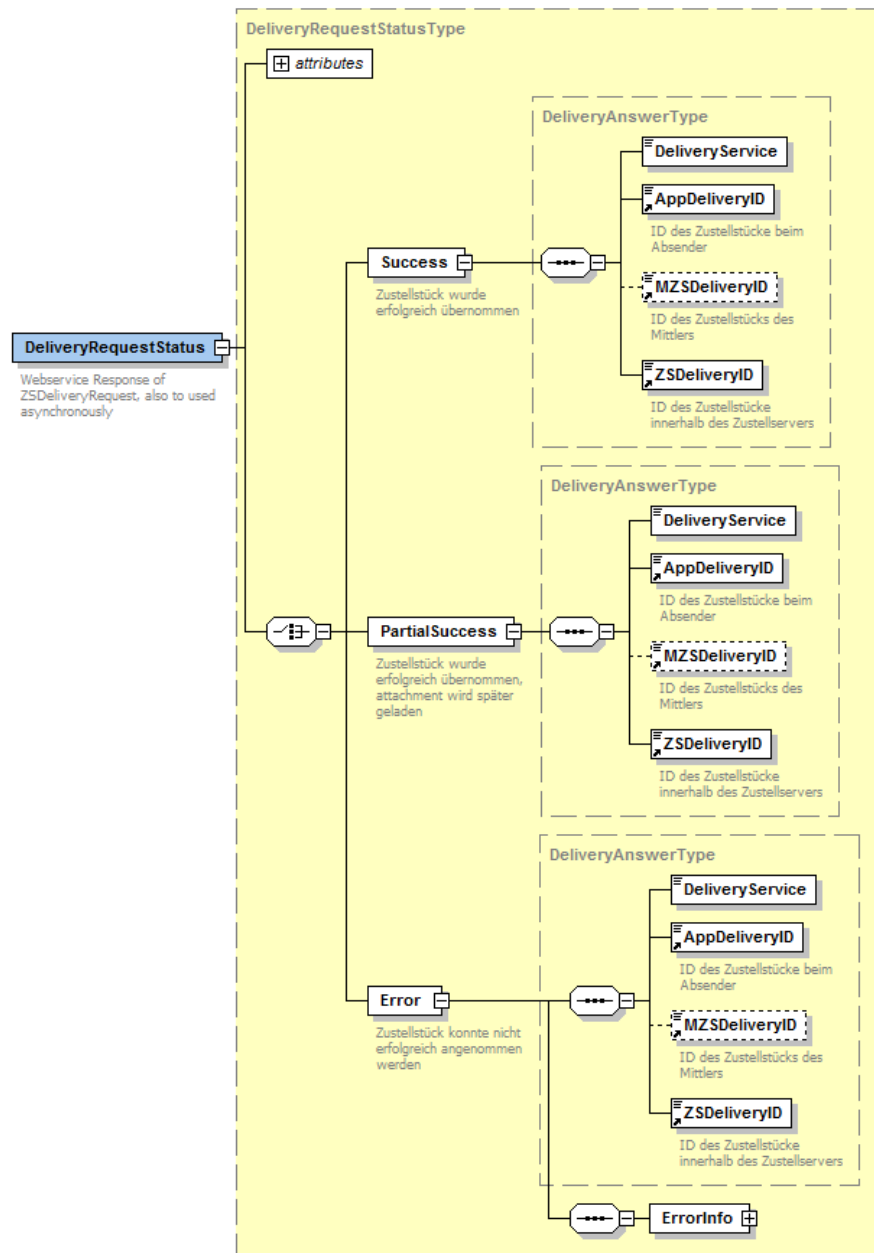 DeliveryRequestStatusType
attributes
DeliveryAnswerType
DeliveryService
AppDeliveryID
ID des Zustellstücke beim
Absender
Success
Zustellstück wurde
erfolgreich übernommen
MZSDeliveryID
ID des Zustellstücks des
Mittlers
ZSDeliveryID
ID des Zustellstücke
innerhalb des Zustellservers
DeliveryRequestStatus
Webservice Response of
ZSDeliveryRequest, also to used
asynchronously
DeliveryAnswerType
DeliveryService
AppDeliveryID
ID des Zustellstücke beim
Absender
PartialSuccess
Zustellstück wurde
erfolgreich übernommen,
attachment wird später
geladen
MZSDeliveryID
ID des Zustellstücks des
Mittlers
ZSDeliveryID
ID des Zustellstücke
innerhalb des Zustellservers
DeliveryAnswerType
DeliveryService
AppDeliveryID
ID des Zustellstücke beim
Absender
Error
Zustellstück konnte nicht
erfolgreich angenommen
werden
MZSDeliveryID
ID des Zustellstücks des
Mittlers
ZSDeliveryID
ID des Zustellstücke
innerhalb des Zustellservers
ErrorInfo